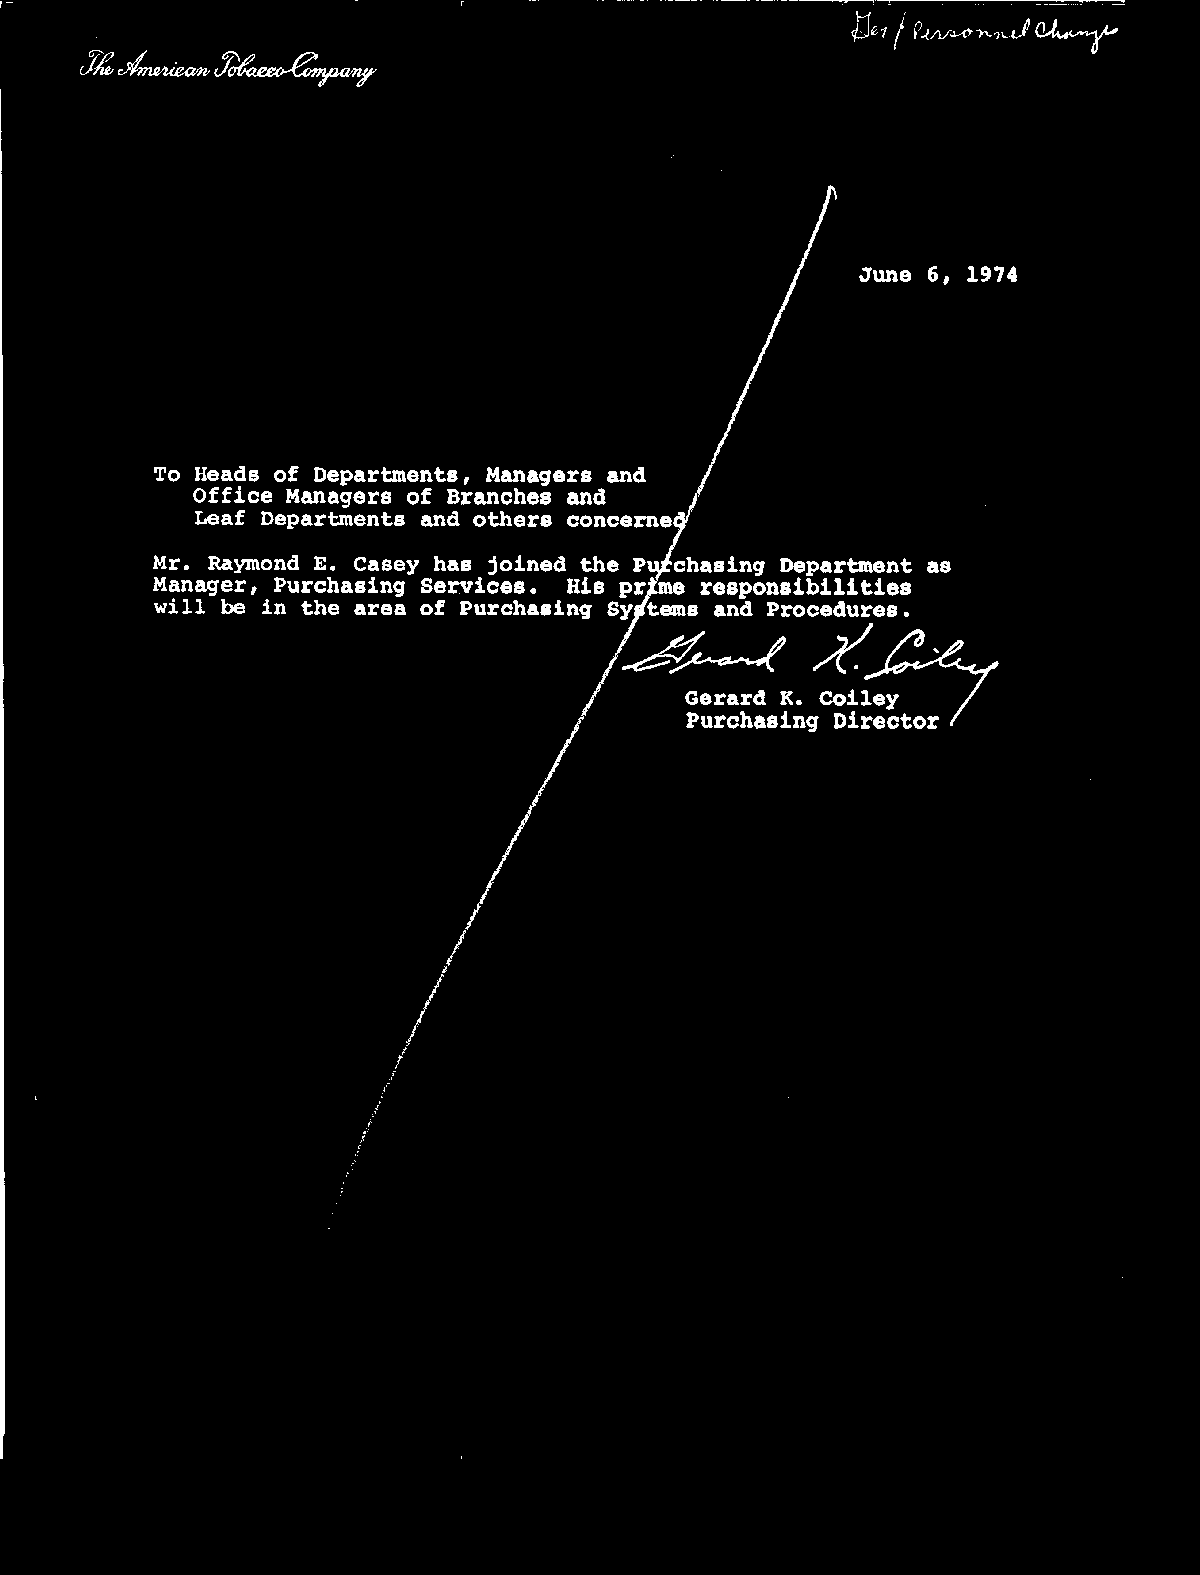 Personnel Changes
The American Tobacco Company
June 6, 1974
To Heads of Departments, Managers and
Office Managers of Branches and
Leaf Departments and others concerned
Mr. Raymond E. Casey has joined the Purchasing Department as
Manager, Purchasing Services. His prime responsibilities
will be in the area of Purchasing Systems and Procedures.
Gerard K. Coiley
Gerard K. Coiley
Purchasing Director